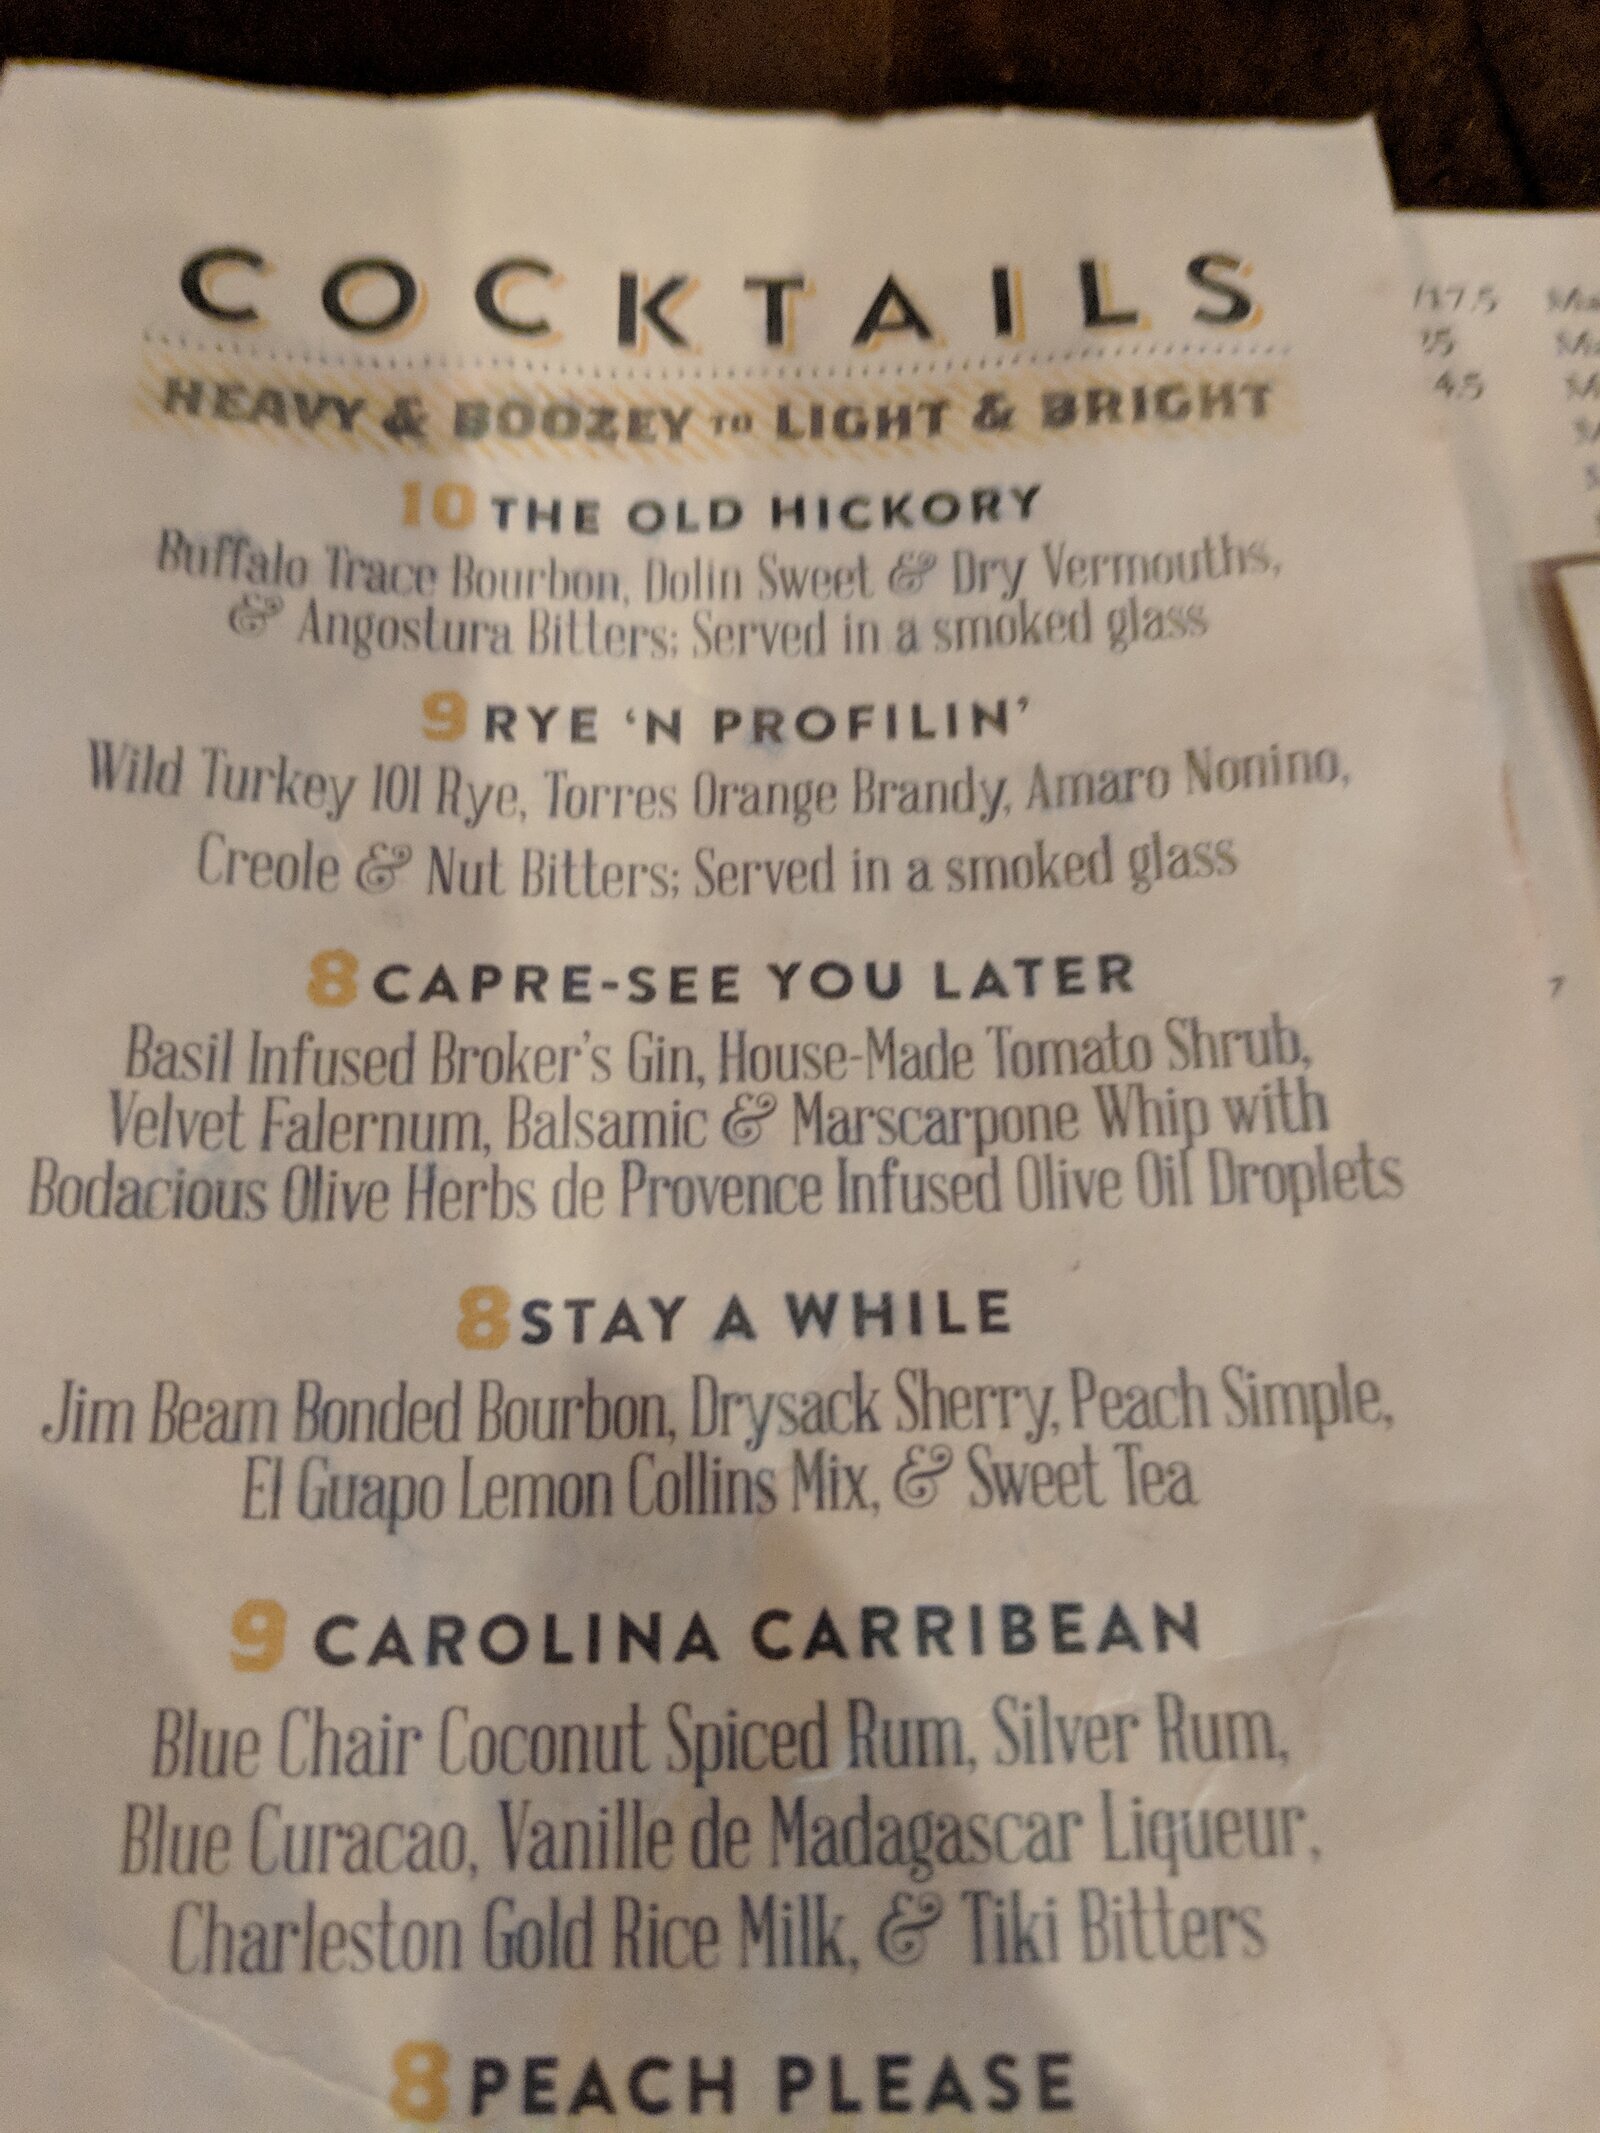 COCKTAILS
HEAVY & BOOZEY TO LIGHT & BRIGHT
10 THE OLD HICKORY
Buffalo Trace Bourbon, Dolin Sweet & Dry Vermouths,
& Angostura Bitters; Served in a smoked glass
9 RYE ‘N PROFILIN’
Wild Turkey 101 Rye, Torres Orange Brandy, Amaro Nonino,
Creole & Nut Bitters; Served in a smoked glass
8 CAPRE-SEE YOU LATER
Basil Infused Broker’s Gin, House-Made Tomato Shrub,
Velvet Falernum, Balsamic & Marscarpone Whip with
Bodacious Olive Herbs de Provence Infused Olive Oil Droplets
8 STAY A WHILE
Jim Beam Bonded Bourbon, Drysack Sherry, Peach Simple,
El Guapo Lemon Collins Mix, & Sweet Tea
9 CAROLINA CARRIBEAN
Blue Chair Coconut Spiced Rum, Silver Rum,
Blue Curacao, Vanille de Madagascar Liqueur,
Charleston Gold Rice Milk, & Tiki Bitters
8 PEACH PLEASE
7